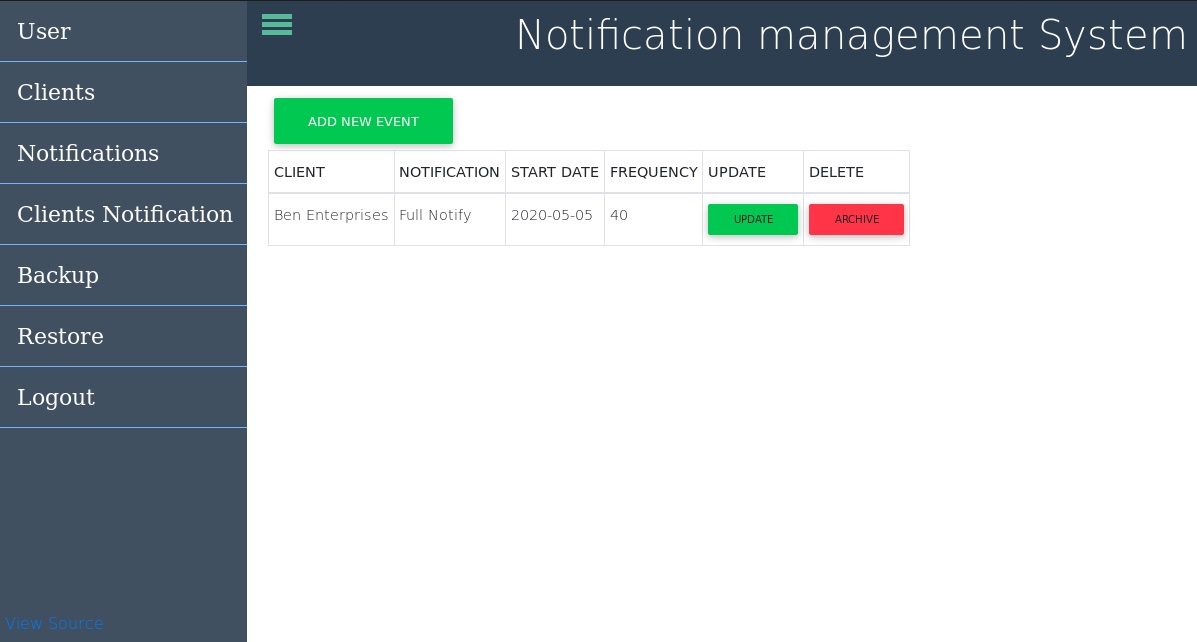 User
Clients
Notifications
Clients Notification
Backup
Restore
Logout
View Source
Notification management System
ADD NEW EVENT
CLIENT NOTIFICATION START DATE FREQUENCY UPDATE DELETE
Ben Enterprises Full Notify 2020-05-05 40 UPDATE ARCHIVE